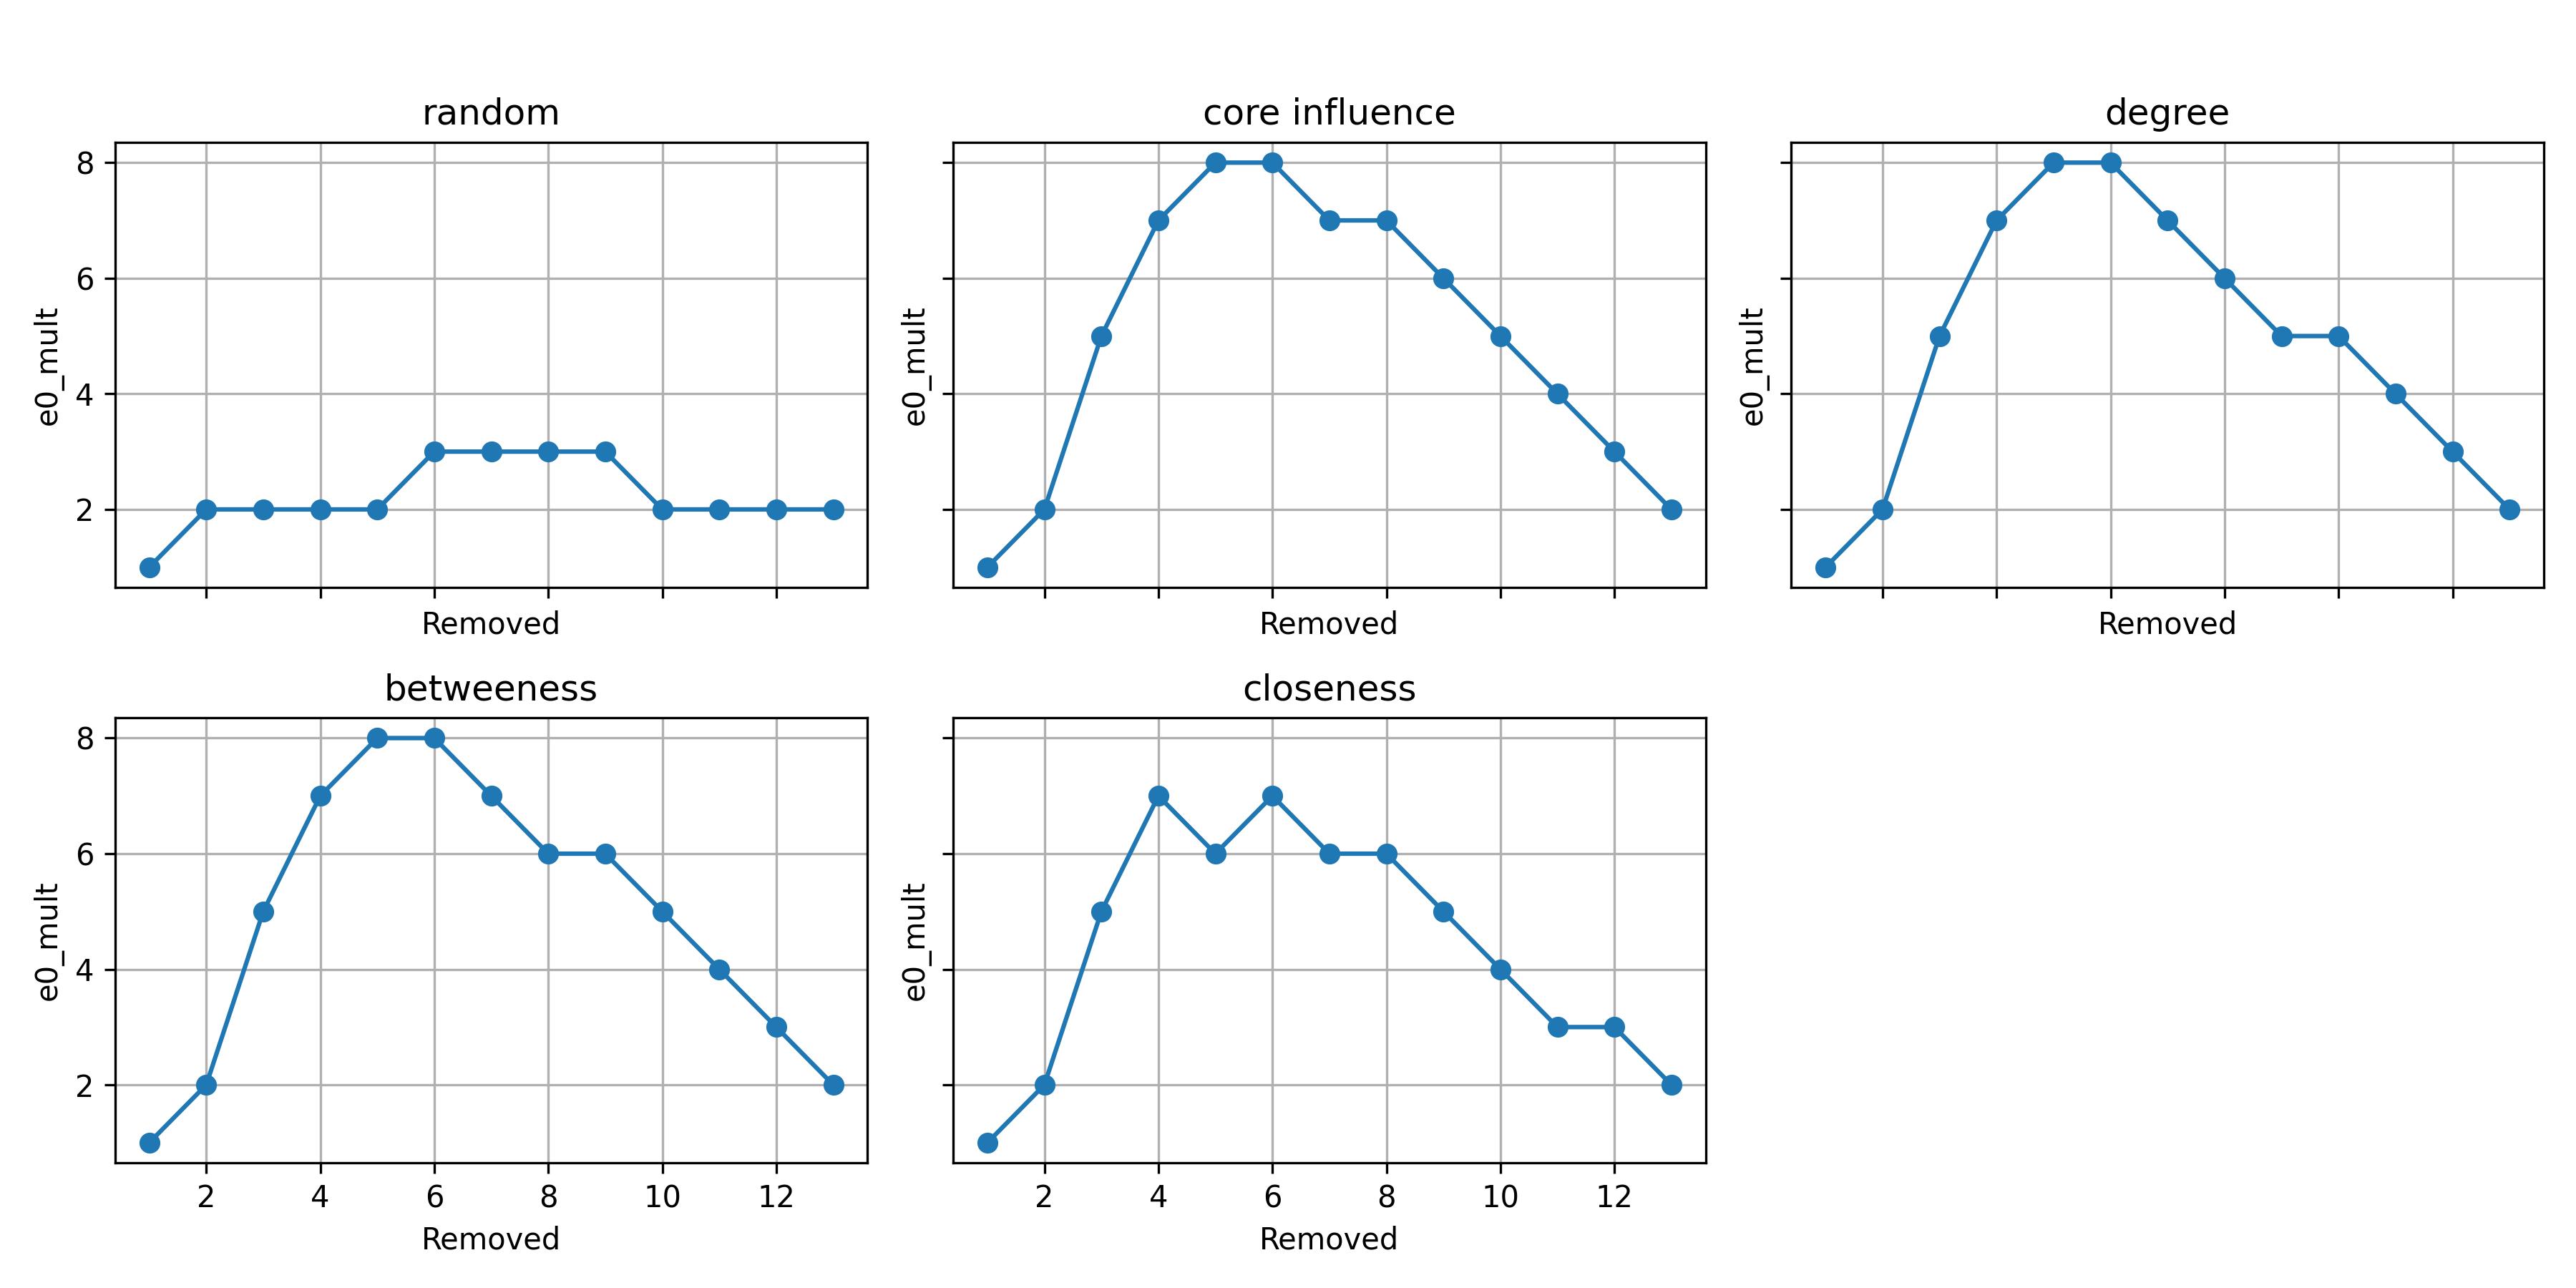 random
core influence
degree
8
6
4
2
e0_mult
e0_mult
e0_mult
Removed
Removed
Removed
betweeness
closeness
8
6
4
2
e0_mult
e0_mult
2 4 6 8 10 12
2 4 6 8 10 12
Removed
Removed